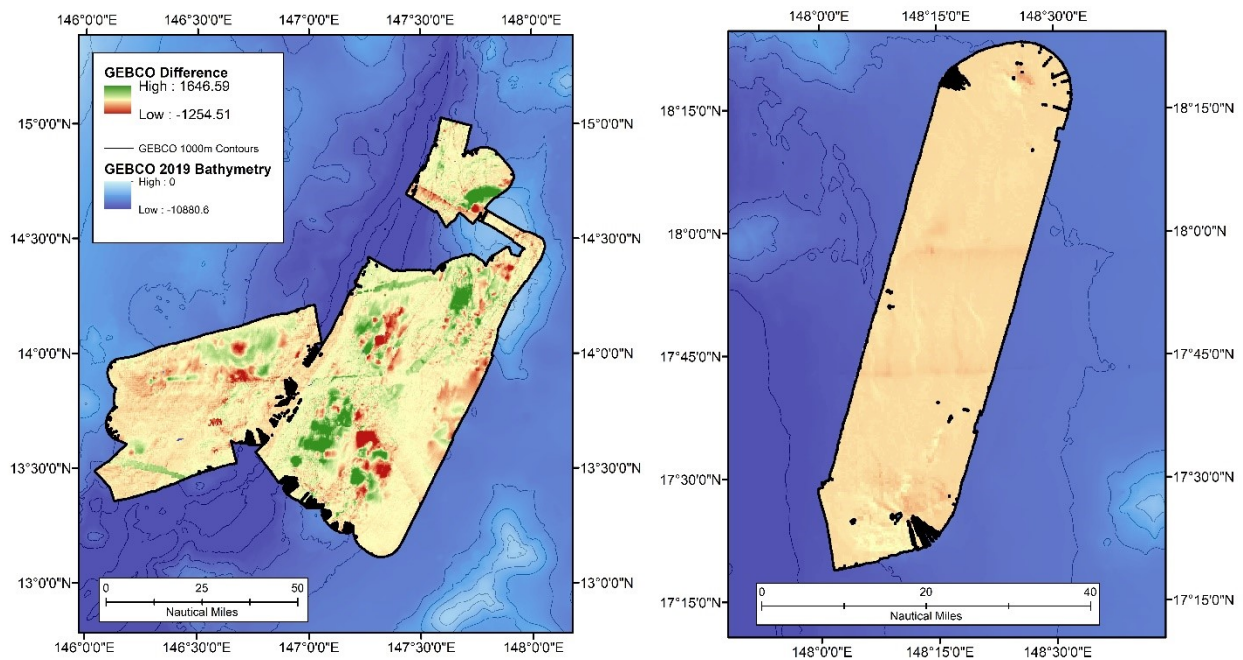 146°0'0"E 146°30'0"E 147°0'0"E 147°30'0"E 148°0'0"E
GEBCO Difference
High : 1646.59
Low : -1254.51
GEBCO 1000m Contours
GEBCO 2019 Bathymetry
High : 0
Low : -10880.6
15°0'0"N 15°0'0"N
14°30'0"N 14°30'0"N
14°0'0"N 14°0'0"N
13°30'0"N 13°30'0"N
13°0'0"N 13°0'0"N
0 25 50
Nautical Miles
146°0'0"E 146°30'0"E 147°0'0"E 147°30'0"E 148°0'0"E
148°0'0"E 148°15'0"E 148°30'0"E
18°15'0"N 18°15'0"N
18°0'0"N 18°0'0"N
17°45'0"N 17°45'0"N
17°30'0"N 17°30'0"N
17°15'0"N 17°15'0"N
0 20 40
Nautical Miles
148°0'0"E 148°15'0"E 148°30'0"E